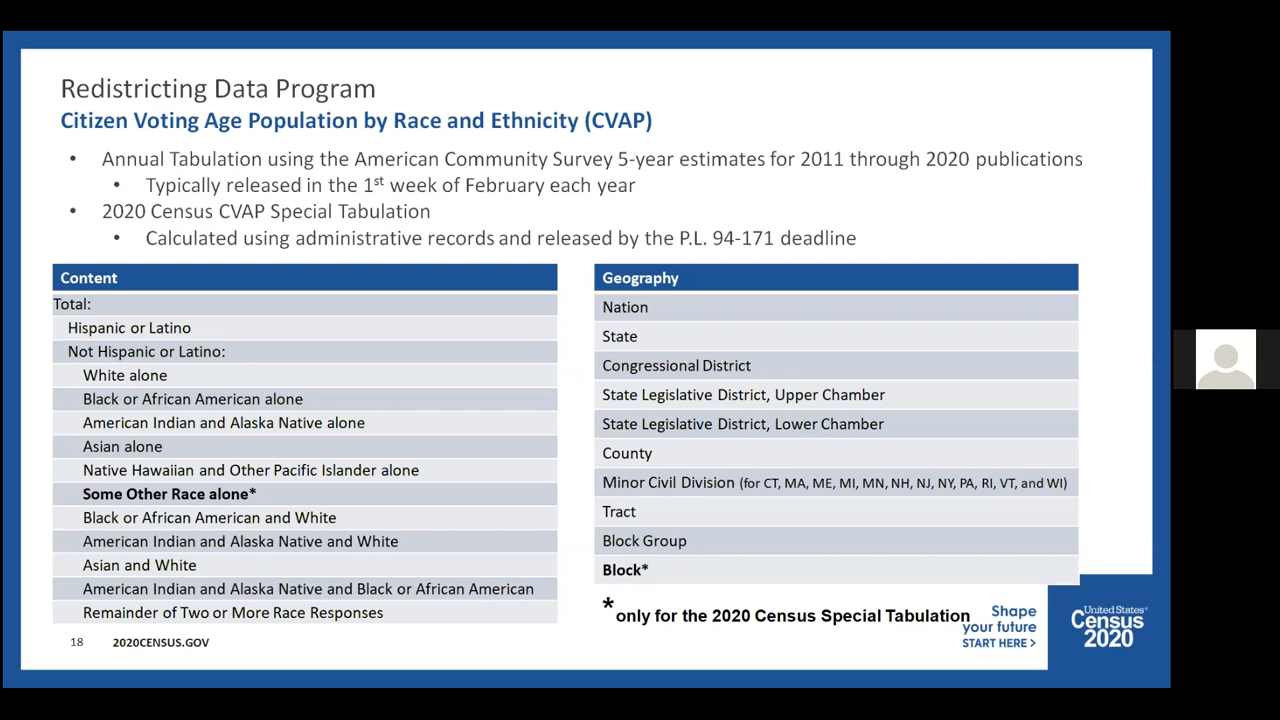 Redistricting Data Program
Citizen Voting Age Population by Race and Ethnicity (CVAP)
• Annual Tabulation using the American Community Survey 5-year estimates for 2011 through 2020 publications
• Typically released in the 1st week of February each year
• 2020 Census CVAP Special Tabulation
• Calculated using administrative records and released by the P.L. 94-171 deadline
Content
Total:
Hispanic or Latino
Not Hispanic or Latino:
White alone
Black or African American alone
American Indian and Alaska Native alone
Asian alone
Native Hawaiian and Other Pacific Islander alone
Some Other Race alone*
Black or African American and White
American Indian and Alaska Native and White
Asian and White
American Indian and Alaska Native and Black or African American
Remainder of Two or More Race Responses
Geography
Nation
State
Congressional District
State Legislative District, Upper Chamber
State Legislative District, Lower Chamber
County
Minor Civil Division (for CT, MA, ME, MI, MN, NH, NJ, NY, PA, RI, VT, and WI)
Tract
Block Group
Block*
*only for the 2020 Census Special Tabulation
18 2020CENSUS.GOV
Shape
your future
START HERE >
United States®
Census
2020